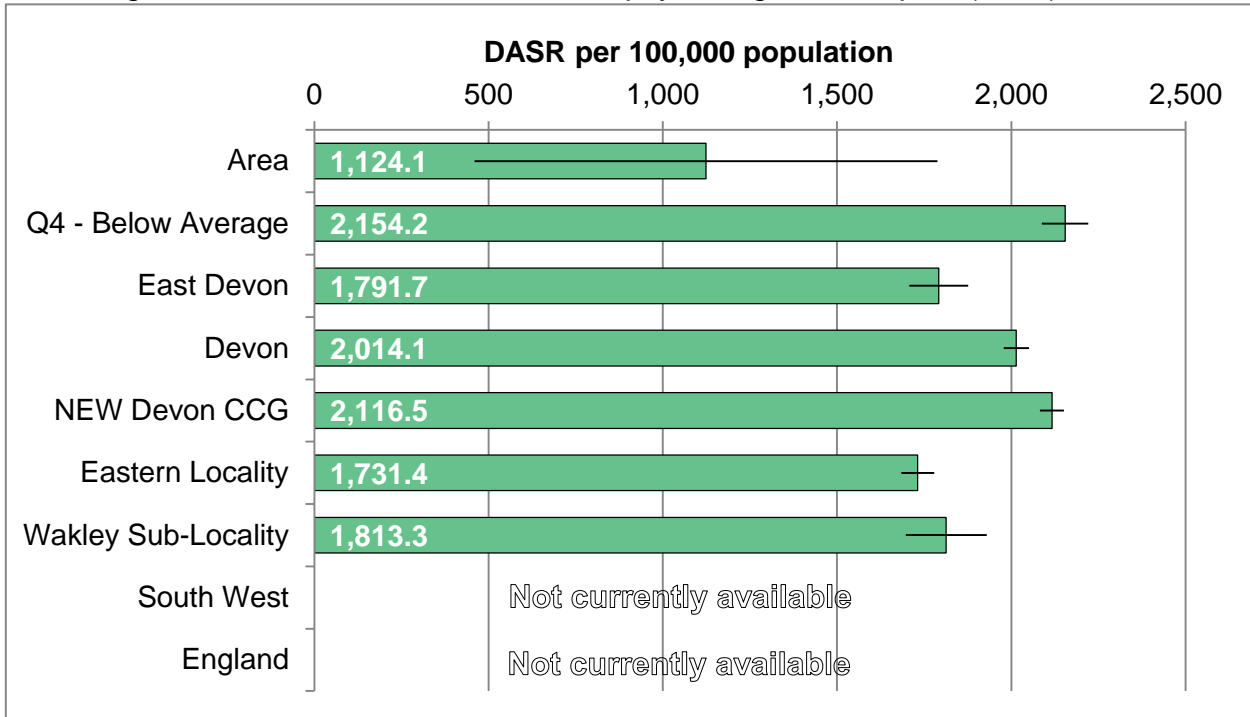 DASR per 100,000 population
0 500 1,000 1,500 2,000 2,500
Area 1,124.1
Q4 - Below Average 2,154.2
East Devon 1,791.7
Devon 2,014.1
NEW Devon CCG 2,116.5
Eastern Locality 1,731.4
Wakley Sub-Locality 1,813.3
South West Not currently available
England Not currently available